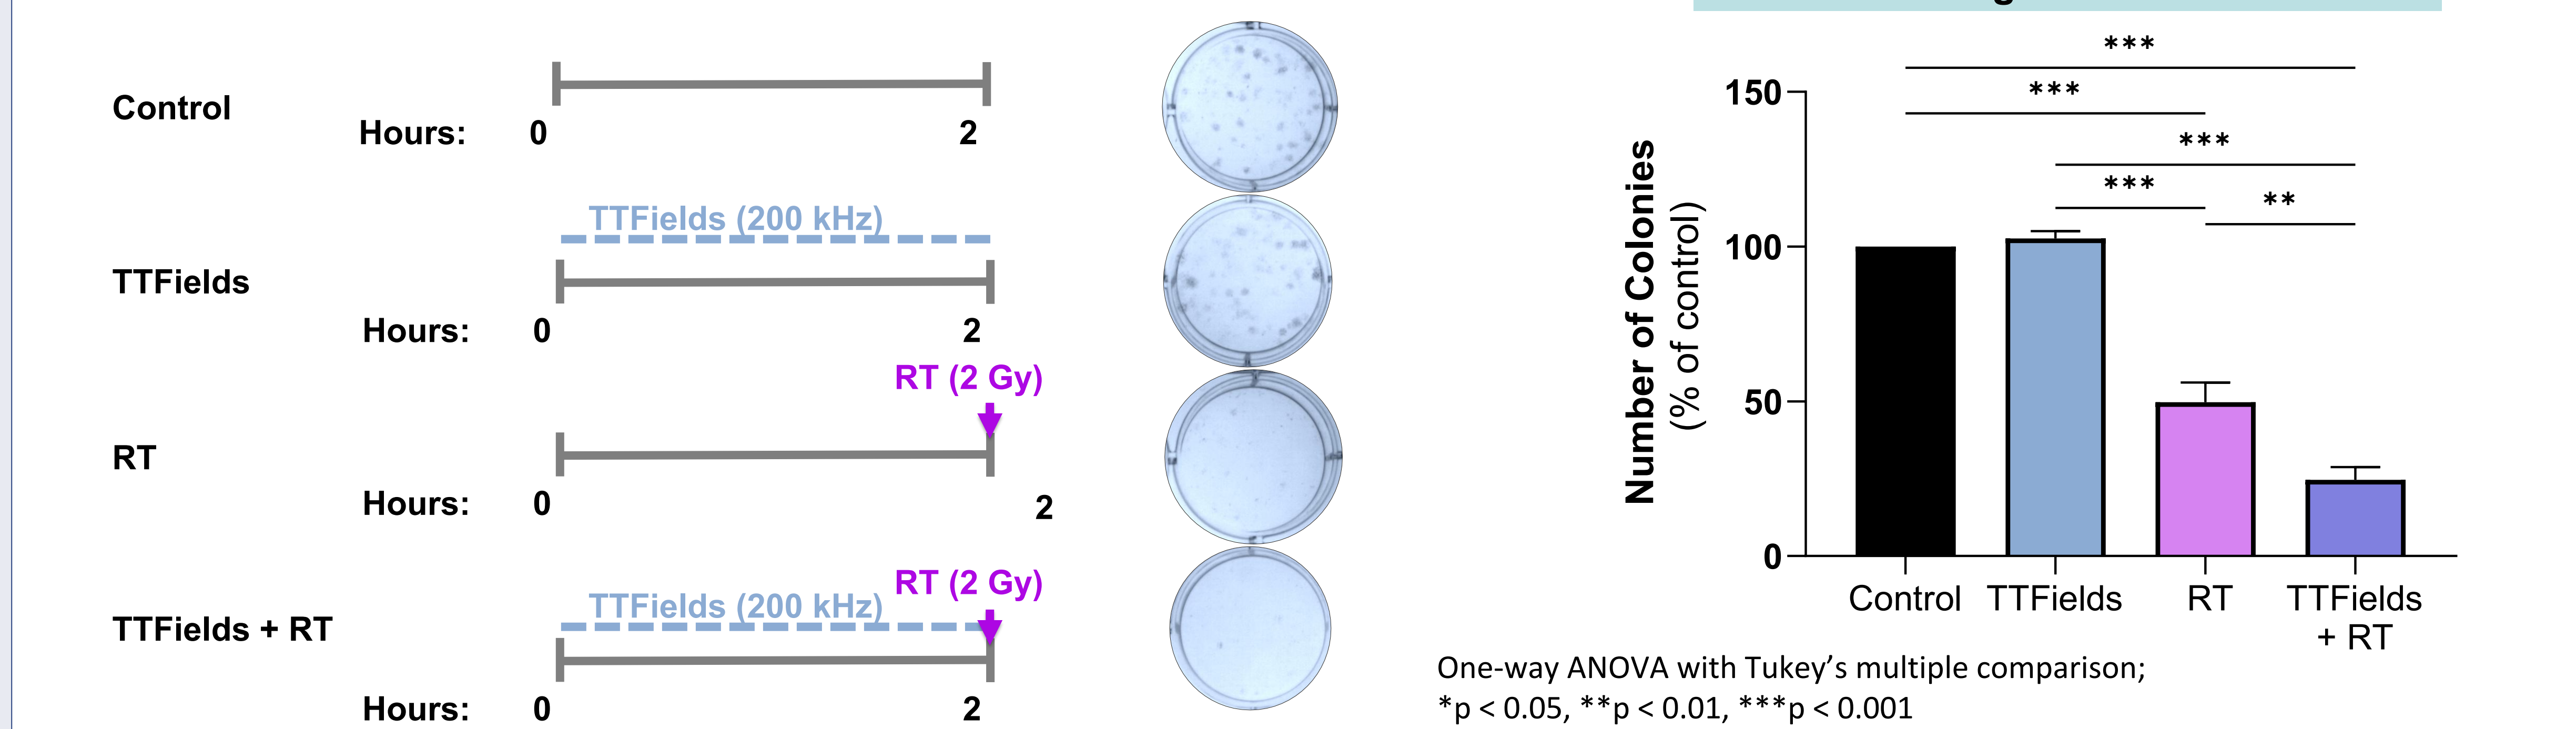 Control
Hours: 0 2
TTFields (200 kHz)
TTFields
Hours: 0 2
RT (2 Gy)
RT
Hours: 0 2
RT (2 Gy)
TTFields (200 kHz)
TTFields + RT
Hours: 0 2
***
***
***
***
**
150
100
50
0
Number of Colonies
(% of control)
Control TTFields RT TTFields
+ RT
One-way ANOVA with Tukey’s multiple comparison;
*p < 0.05, **p < 0.01, ***p < 0.001